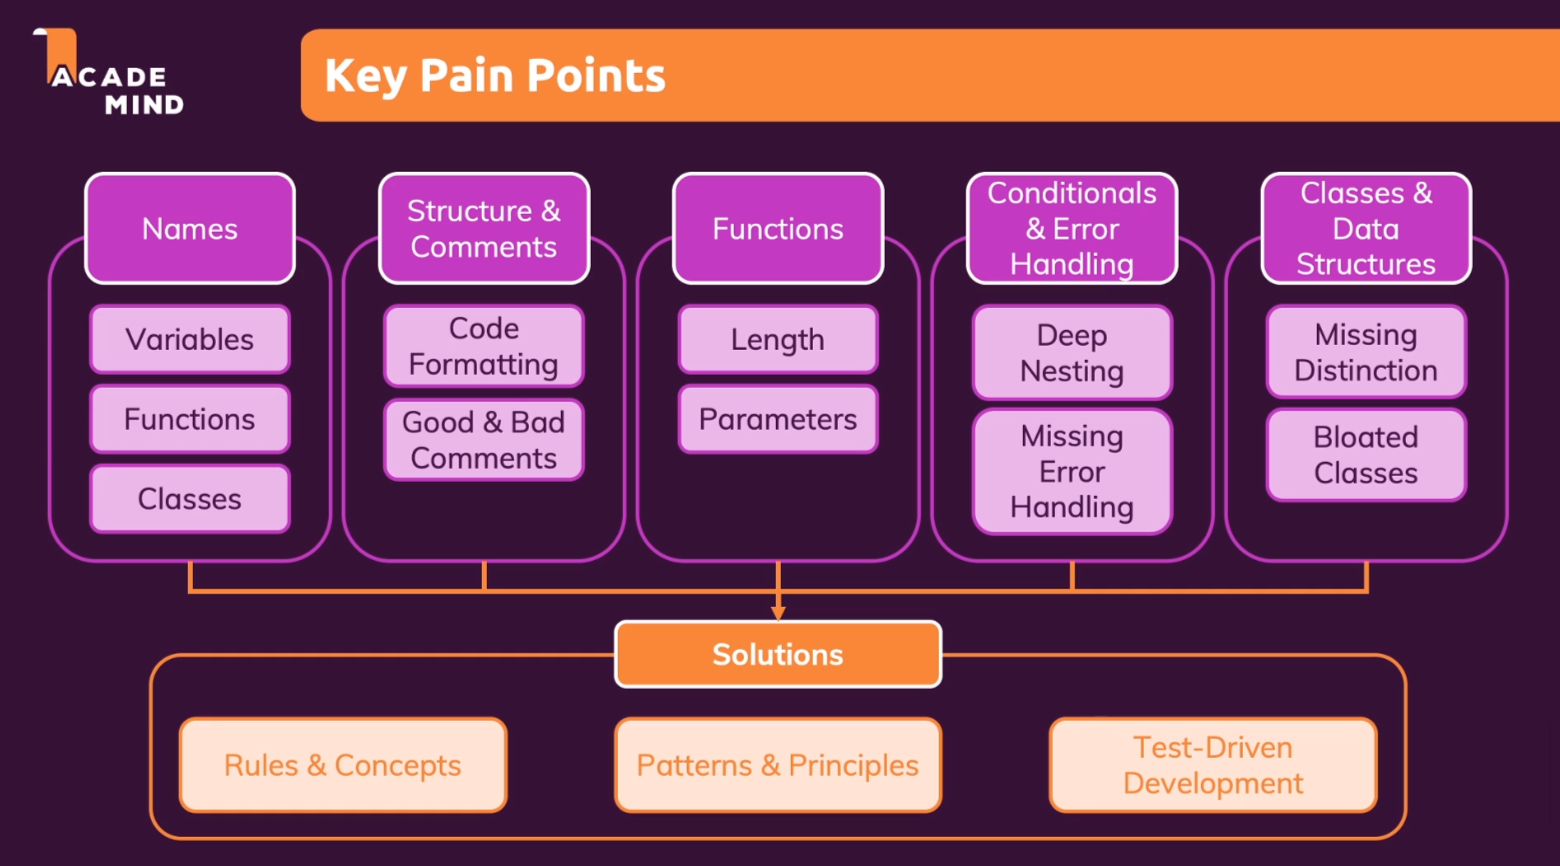 ACADE
MIND
Key Pain Points
Names
Variables
Functions
Classes
Structure &
Comments
Code
Formatting
Good & Bad
Comments
Functions
Length
Parameters
Conditionals
& Error
Handling
Deep
Nesting
Missing
Error
Handling
Classes &
Data
Structures
Missing
Distinction
Bloated
Classes
Solutions
Rules & Concepts
Patterns & Principles
Test-Driven
Development